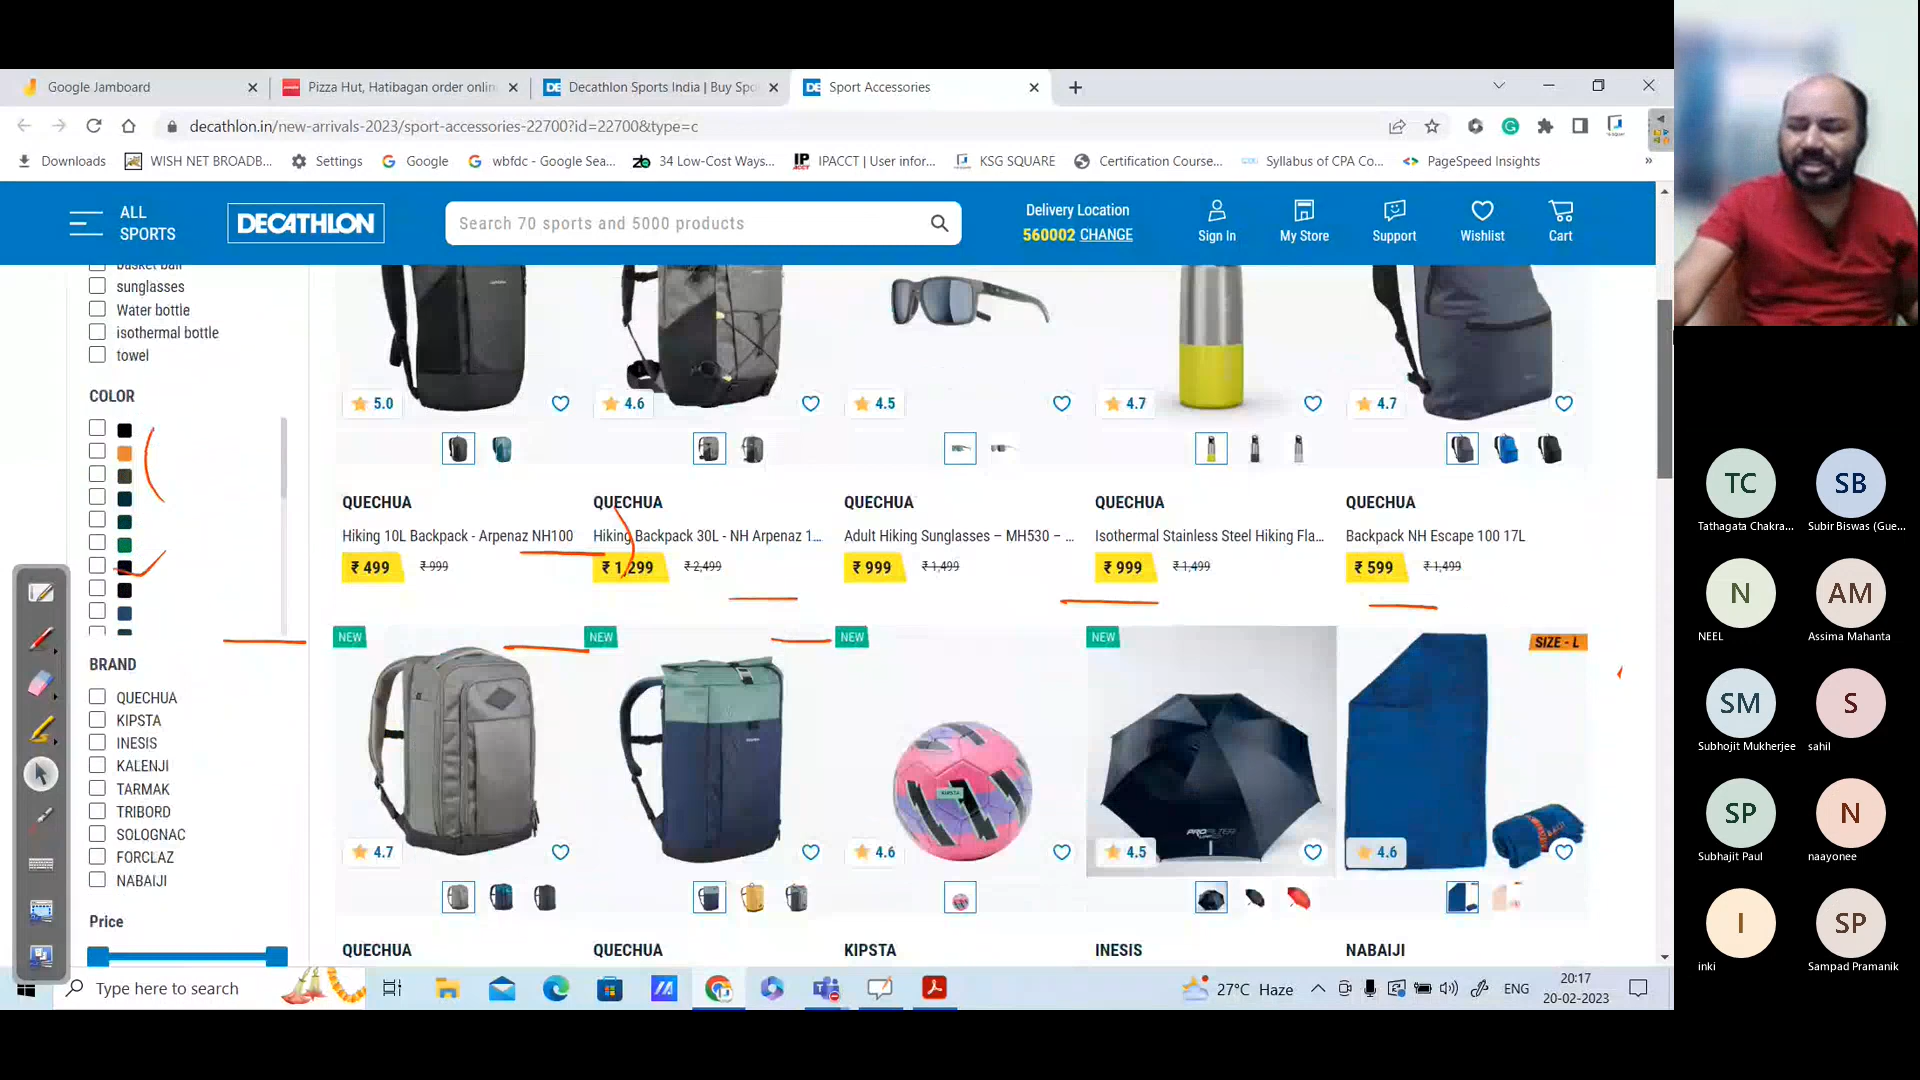 Google Jamboard
Pizza Hut, Hatibagan order onlin
Decathlon Sports India | Buy Spo
Sport Accessories
decathlon.in/new-arrivals-2023/sport-accessories-22700?id=22700&type=c
Downloads
WISH NET BROADB...
Settings
Google
wbfdc - Google Sea...
34 Low-Cost Ways...
IPACCT | User infor...
KSG SQUARE
Certification Course...
Syllabus of CPA Co...
PageSpeed Insights
»
ALL
SPORTS
DECATHLON
Search 70 sports and 5000 products
Delivery Location
560002 CHANGE
Sign In
My Store
Support
Wishlist
Cart
basket ball
sunglasses
Water bottle
isothermal bottle
towel
COLOR
BRAND
QUECHUA
KIPSTA
INESIS
KALENJI
TARMAK
TRIBORD
SOLOGNAC
FORCLAZ
NABAIJI
Price
5.0
4.6
4.5
4.7
4.7
QUECHUA
Hiking 10L Backpack - Arpenaz NH100
₹ 499 ₹ 999
QUECHUA
Hiking Backpack 30L - NH Arpenaz 1...
₹ 1,299 ₹ 2,499
QUECHUA
Adult Hiking Sunglasses – MH530 – ...
₹ 999 ₹ 1,499
QUECHUA
Isothermal Stainless Steel Hiking Fla...
₹ 999 ₹ 1,499
QUECHUA
Backpack NH Escape 100 17L
₹ 599 ₹ 1,499
NEW
NEW
NEW
NEW
SIZE - L
KIPSTA
PROFILTER
4.7
4.6
4.5
4.6
QUECHUA
QUECHUA
KIPSTA
INESIS
NABAIJI
Type here to search
27°C Haze
ENG
20:17
20-02-2023
TC
Tathagata Chakra...
SB
Subir Biswas (Gue...
N
NEEL
AM
Assima Mahanta
SM
Subhojit Mukherjee
S
sahil
SP
Subhajit Paul
N
naayonee
I
inki
SP
Sampad Pramanik